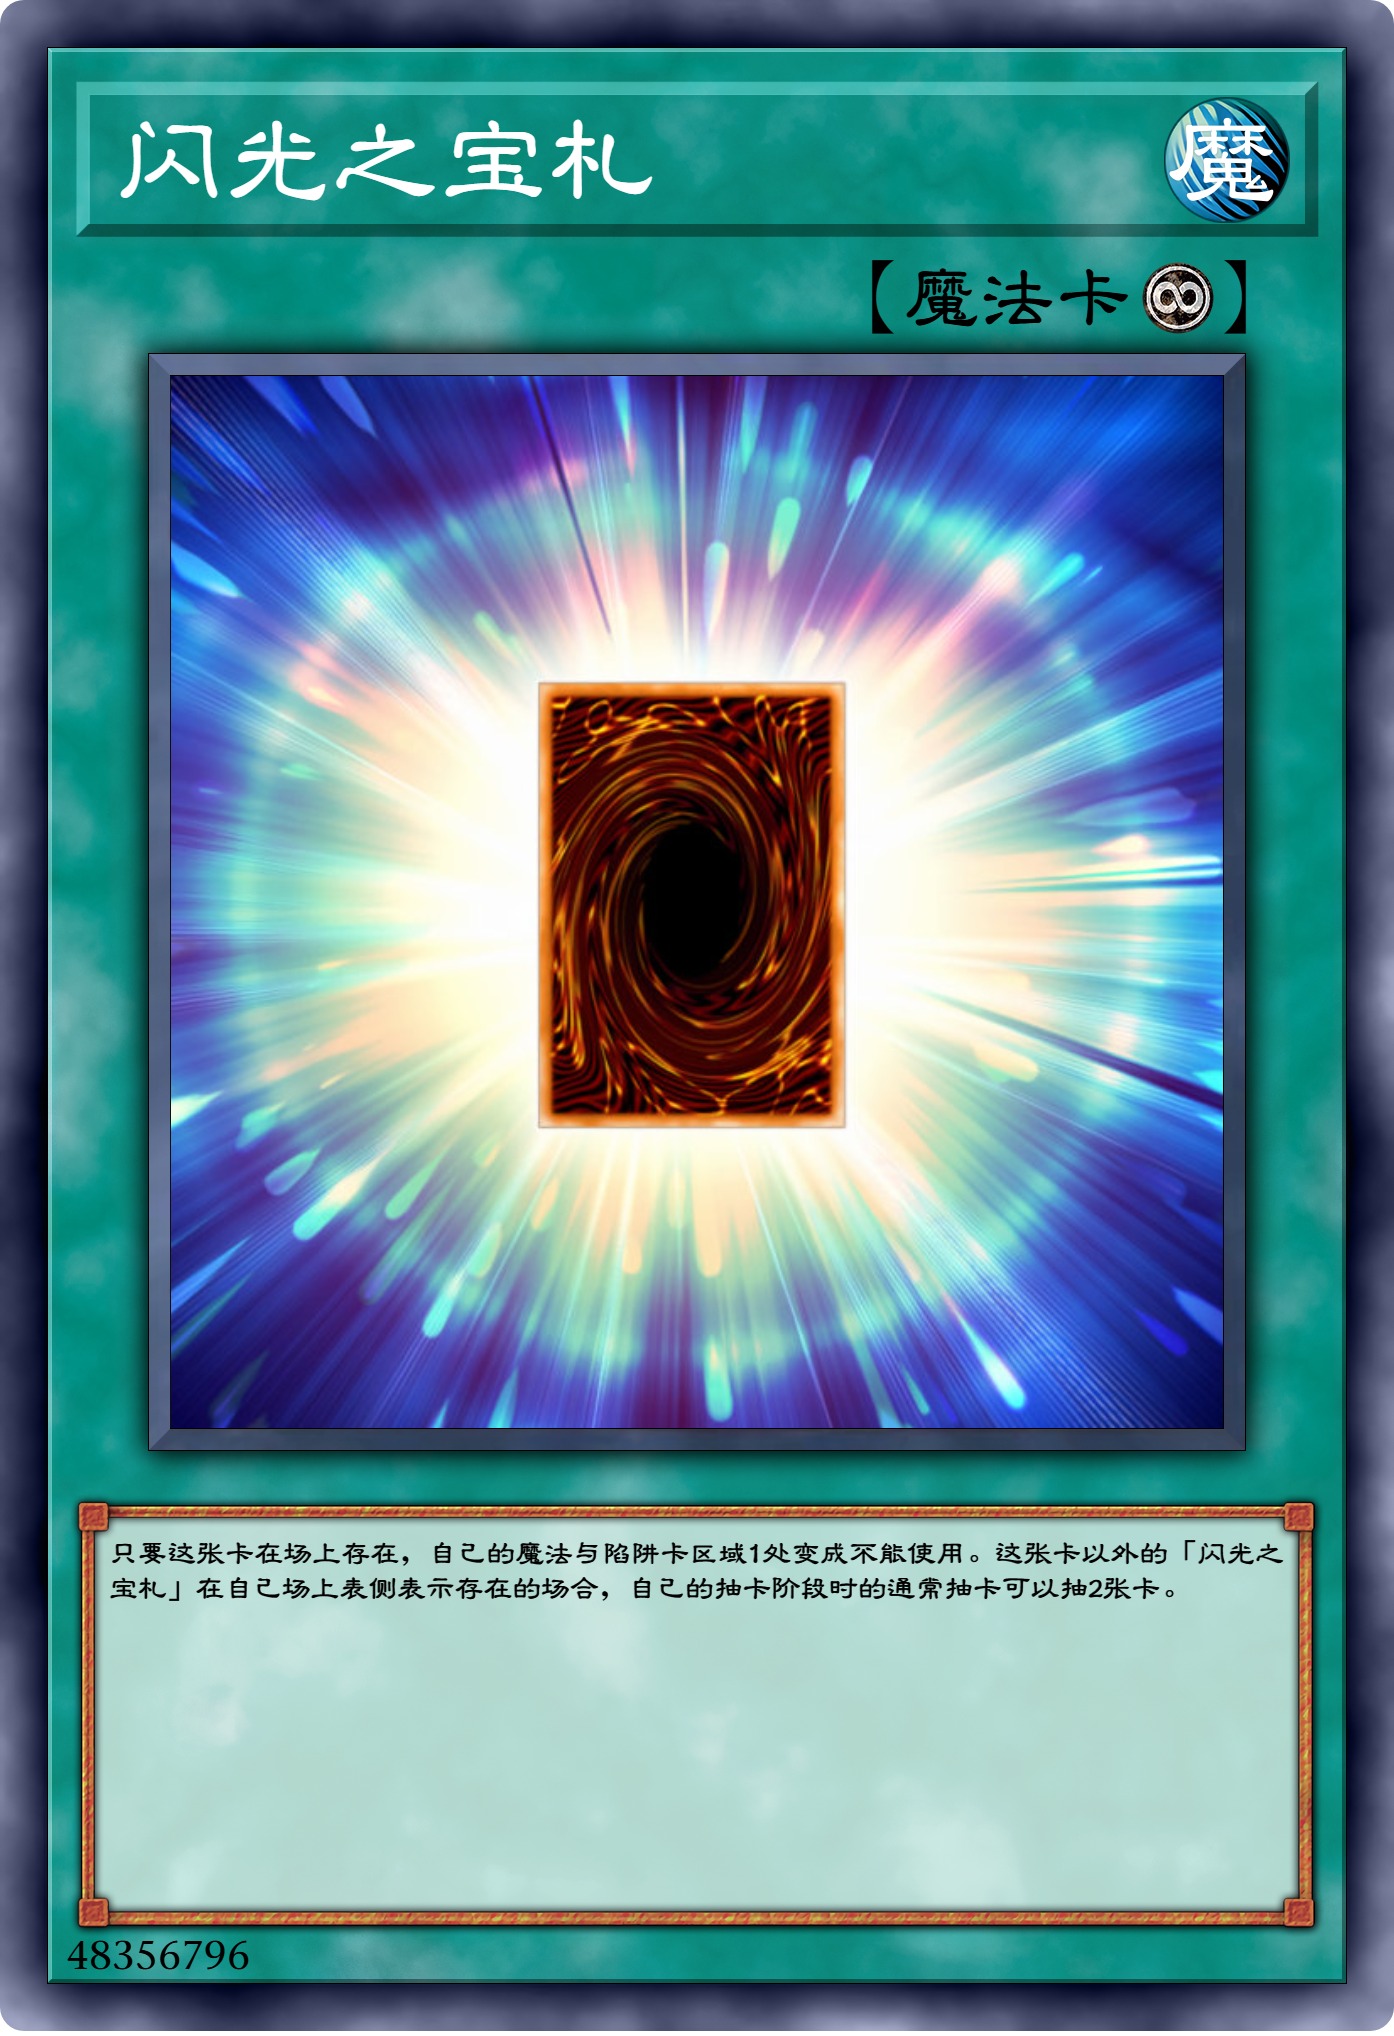 闪光之宝札
魔
【魔法卡】
只要这张卡在场上存在，自己的魔法与陷阱卡区域1处变成不能使用。这张卡以外的「闪光之
宝札」在自己场上表侧表示存在的场合，自己的抽卡阶段时的通常抽卡可以抽2张卡。
48356796